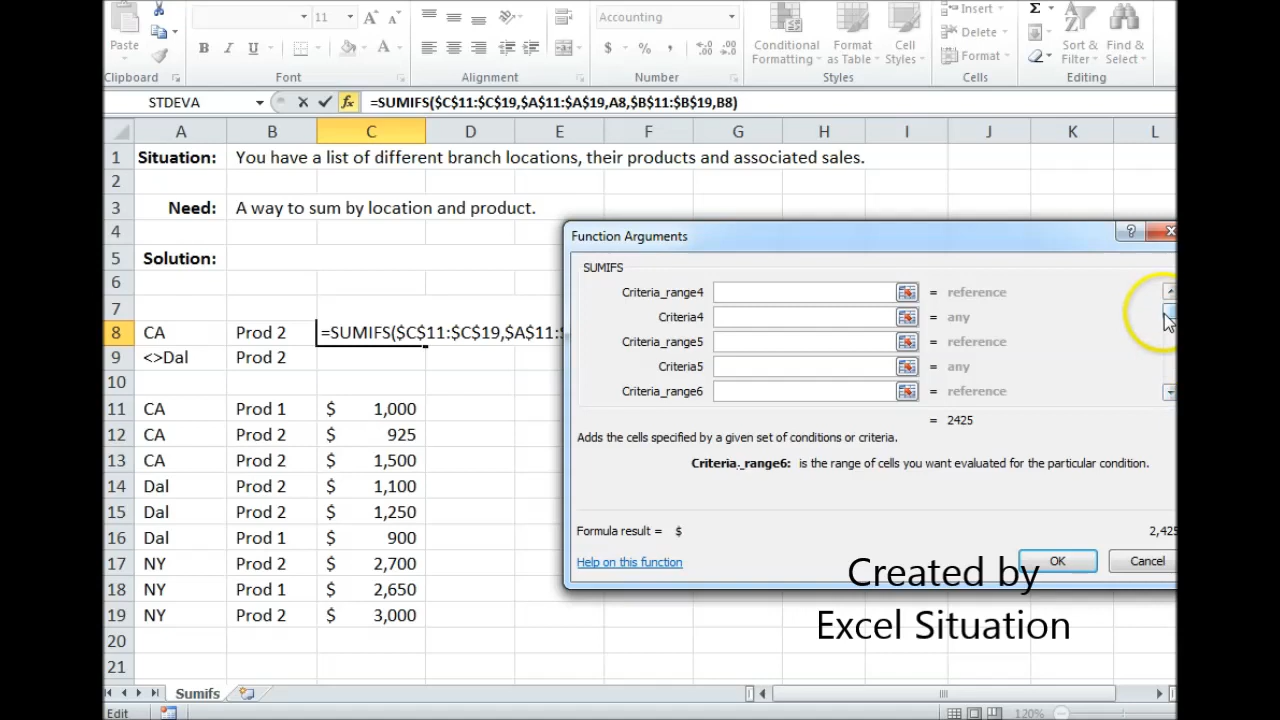 11
Accounting
Paste
$ % ,
Conditional Format Cell
Formatting as Table Styles
Insert
Delete
Format
Σ
Sort & Find &
Filter Select
B I U
Clipboard Font Alignment Number Styles Cells Editing
STDEVA fx =SUMIFS($C$11:$C$19,$A$11:$A$19,A8,$B$11:$B$19,B8)
A B C D E F G H I J K L
1 Situation: You have a list of different branch locations, their products and associated sales.
2
3 Need: A way to sum by location and product.
4
5 Solution:
6
7
8 CA Prod 2 =SUMIFS($C$11:$C$19,$A$11:$
9 <>Dal Prod 2
10
11 CA Prod 1 $ 1,000
12 CA Prod 2 $ 925
13 CA Prod 2 $ 1,500
14 Dal Prod 2 $ 1,100
15 Dal Prod 2 $ 1,250
16 Dal Prod 1 $ 900
17 NY Prod 2 $ 2,700
18 NY Prod 1 $ 2,650
19 NY Prod 2 $ 3,000
20
21
Function Arguments
SUMIFS
Criteria_range4 = reference
Criteria4 = any
Criteria_range5 = reference
Criteria5 = any
Criteria_range6 = reference
= 2425
Adds the cells specified by a given set of conditions or criteria.
Criteria_range6: is the range of cells you want evaluated for the particular condition.
Formula result = $ 2,425
Help on this function OK Cancel
Created by
Excel Situation
Sumifs
Edit 120%